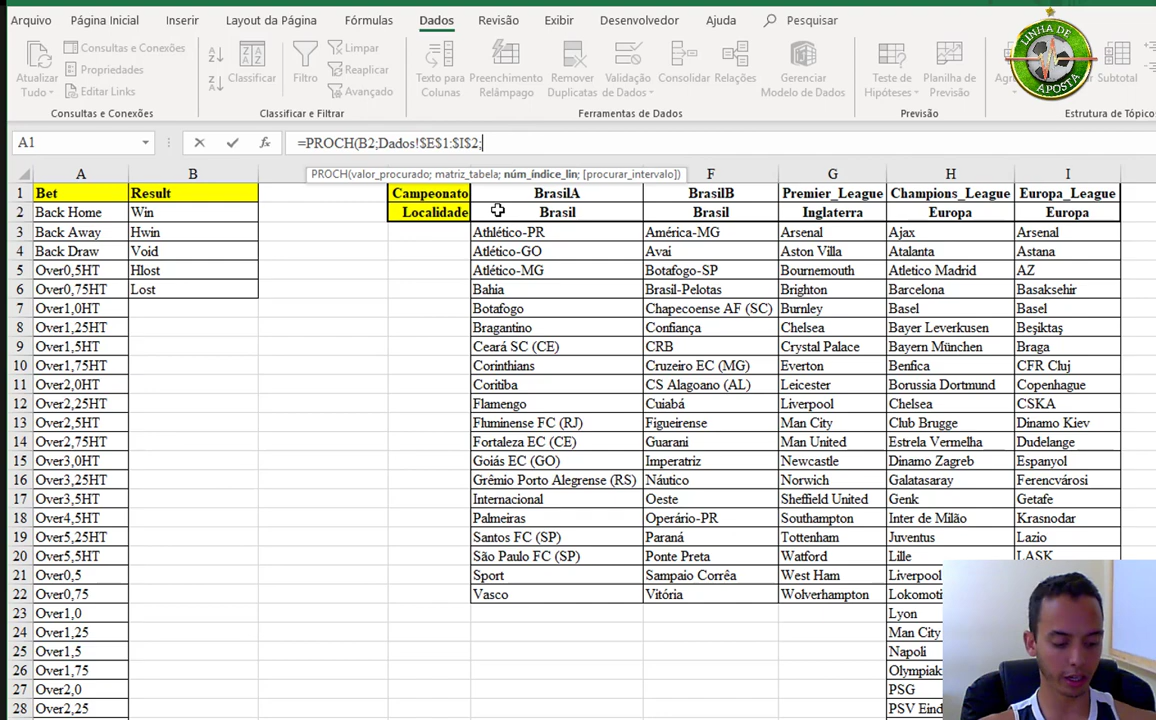 Arquivo Página Inicial Inserir Layout da Página Fórmulas Dados Revisão Exibir Desenvolvedor Ajuda Pesquisar
LINHA DE APOSTA
Atualizar Tudo
Consultas e Conexões
Propriedades
Editar Links
Classificar
Filtro
Limpar
Reaplicar
Avançado
Texto para Colunas
Preenchimento Relâmpago
Remover Duplicatas
Validação de Dados
Consolidar
Relações
Gerenciar Modelo de Dados
Teste de Hipóteses
Planilha de Previsão
Subtotal
Consultas e Conexões Classificar e Filtrar Ferramentas de Dados Previsão Estrutura de Tópicos
A1 fx =PROCH(B2;Dados!$E$1:$I$2;
PROCH(valor_procurado; matriz_tabela; núm_índice_lin; [procurar_intervalo])
A B F G H I
1 Bet Result Campeonato BrasilA BrasilB Premier_League Champions_League Europa_League
2 Back Home Win Localidade Brasil Brasil Inglaterra Europa Europa
3 Back Away Hwin Athlético-PR América-MG Arsenal Ajax Arsenal
4 Back Draw Void Atlético-GO Avai Aston Villa Atalanta Astana
5 Over0,5HT Hlost Atlético-MG Botafogo-SP Bournemouth Atletico Madrid AZ
6 Over0,75HT Lost Bahia Brasil-Pelotas Brighton Barcelona Basaksehir
7 Over1,0HT Botafogo Chapecoense AF (SC) Burnley Basel Basel
8 Over1,25HT Bragantino Confiança Chelsea Bayer Leverkusen Beşiktaş
9 Over1,5HT Ceará SC (CE) CRB Crystal Palace Bayern München Braga
10 Over1,75HT Corinthians Cruzeiro EC (MG) Everton Benfica CFR Cluj
11 Over2,0HT Coritiba CS Alagoano (AL) Leicester Borussia Dortmund Copenhague
12 Over2,25HT Flamengo Cuiabá Liverpool Chelsea CSKA
13 Over2,5HT Fluminense FC (RJ) Figueirense Man City Club Brugge Dinamo Kiev
14 Over2,75HT Fortaleza EC (CE) Guarani Man United Estrela Vermelha Dudelange
15 Over3,0HT Goiás EC (GO) Imperatriz Newcastle Dinamo Zagreb Espanyol
16 Over3,25HT Grêmio Porto Alegrense (RS) Náutico Norwich Galatasaray Ferencvárosi
17 Over3,5HT Internacional Oeste Sheffield United Genk Getafe
18 Over4,5HT Palmeiras Operário-PR Southampton Inter de Milão Krasnodar
19 Over5,25HT Santos FC (SP) Paraná Tottenham Juventus Lazio
20 Over5,5HT São Paulo FC (SP) Ponte Preta Watford Lille LASK
21 Over0,5 Sport Sampaio Corrêa West Ham Liverpool
22 Over0,75 Vasco Vitória Wolverhampton Lokomoti
23 Over1,0 Lyon
24 Over1,25 Man City
25 Over1,5 Napoli
26 Over1,75 Olympiak
27 Over2,0 PSG
28 Over2,25 PSV Eind